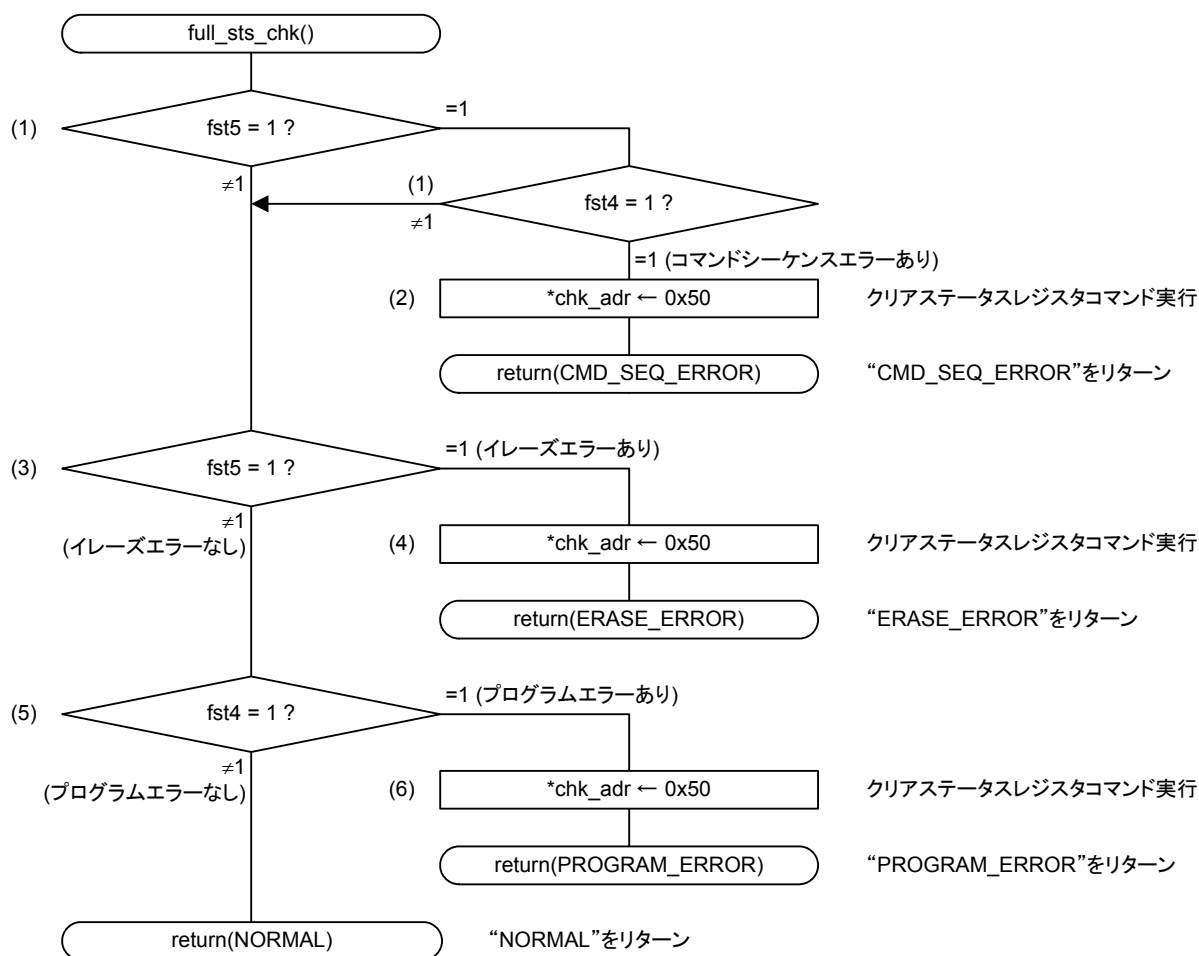 full_sts_chk()
(1)
fst5 = 1 ?
=1
≠1
(1)
fst4 = 1 ?
≠1
=1 (コマンドシーケンスエラーあり)
(2)
*chk_adr ← 0x50
クリアステータスレジスタコマンド実行
return(CMD_SEQ_ERROR)
“CMD_SEQ_ERROR”をリターン
(3)
fst5 = 1 ?
=1 (イレーズエラーあり)
≠1
(イレーズエラーなし)
(4)
*chk_adr ← 0x50
クリアステータスレジスタコマンド実行
return(ERASE_ERROR)
“ERASE_ERROR”をリターン
(5)
fst4 = 1 ?
=1 (プログラムエラーあり)
≠1
(プログラムエラーなし)
(6)
*chk_adr ← 0x50
クリアステータスレジスタコマンド実行
return(PROGRAM_ERROR)
“PROGRAM_ERROR”をリターン
return(NORMAL)
“NORMAL”をリターン